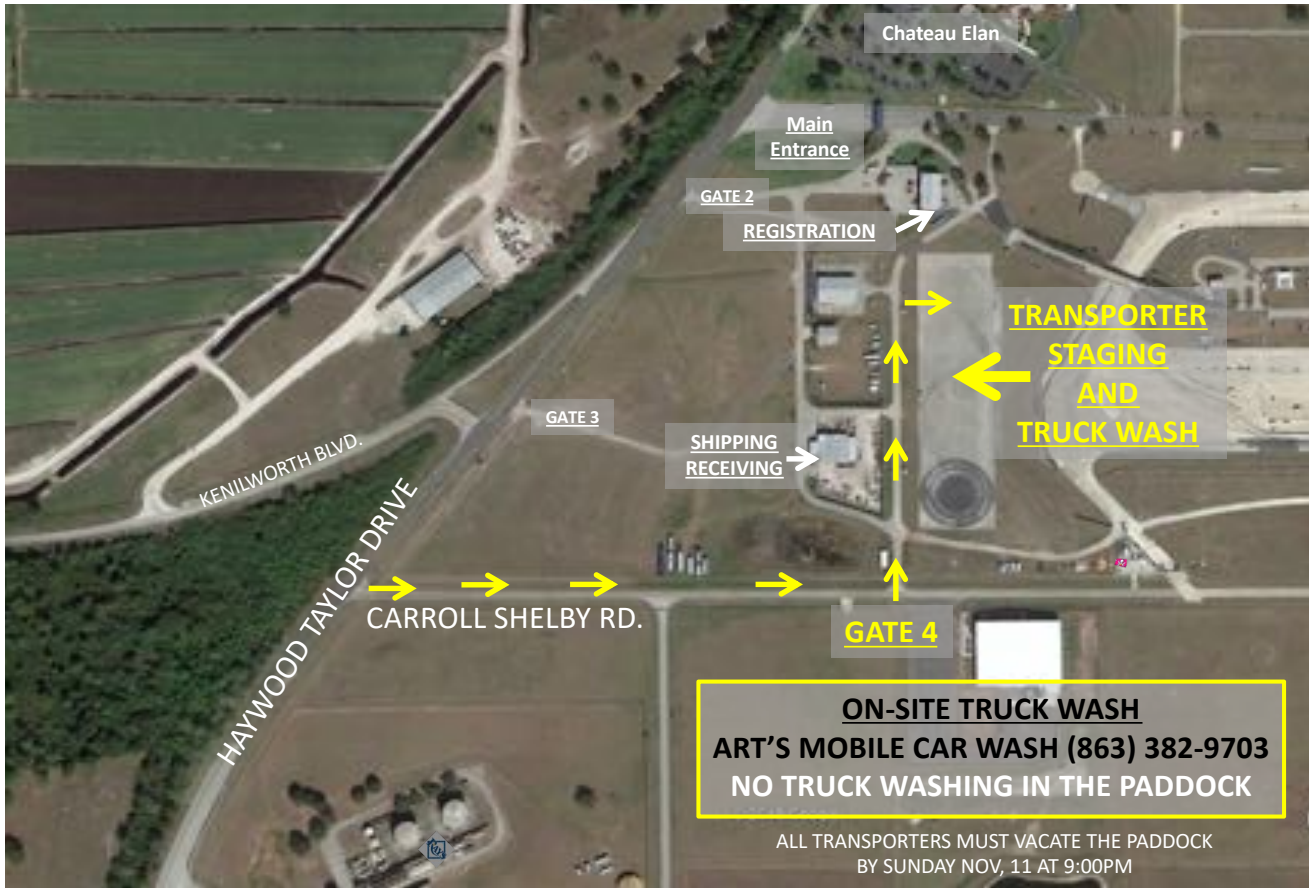 Chateau Elan
Main
Entrance
GATE 2
REGISTRATION
TRANSPORTER
STAGING
AND
TRUCK WASH
GATE 3
SHIPPING
RECEIVING
KENILWORTH BLVD.
HAYWOOD TAYLOR DRIVE
CARROLL SHELBY RD.
GATE 4
ON-SITE TRUCK WASH
ART'S MOBILE CAR WASH (863) 382-9703
NO TRUCK WASHING IN THE PADDOCK
ALL TRANSPORTERS MUST VACATE THE PADDOCK
BY SUNDAY NOV, 11 AT 9:00PM